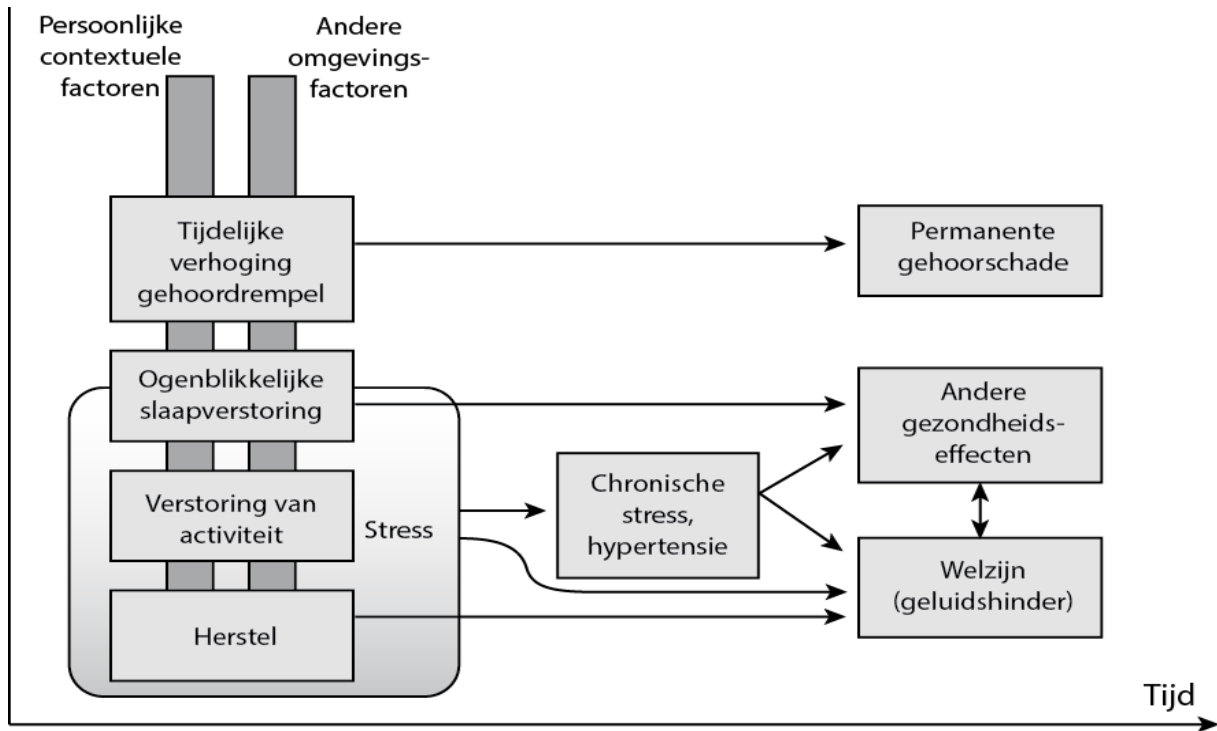 Persoonlijke
contextuele
factoren
Andere
omgevings-
factoren
Tijdelijke
verhoging
gehoordrempel
Permanente
gehoorschade
Ogenblikkelijke
slaapverstoring
Andere
gezondheids-
effecten
Verstoring van
activiteit
Stress
Chronische
stress,
hypertensie
Welzijn
(geluidshinder)
Herstel
Tijd